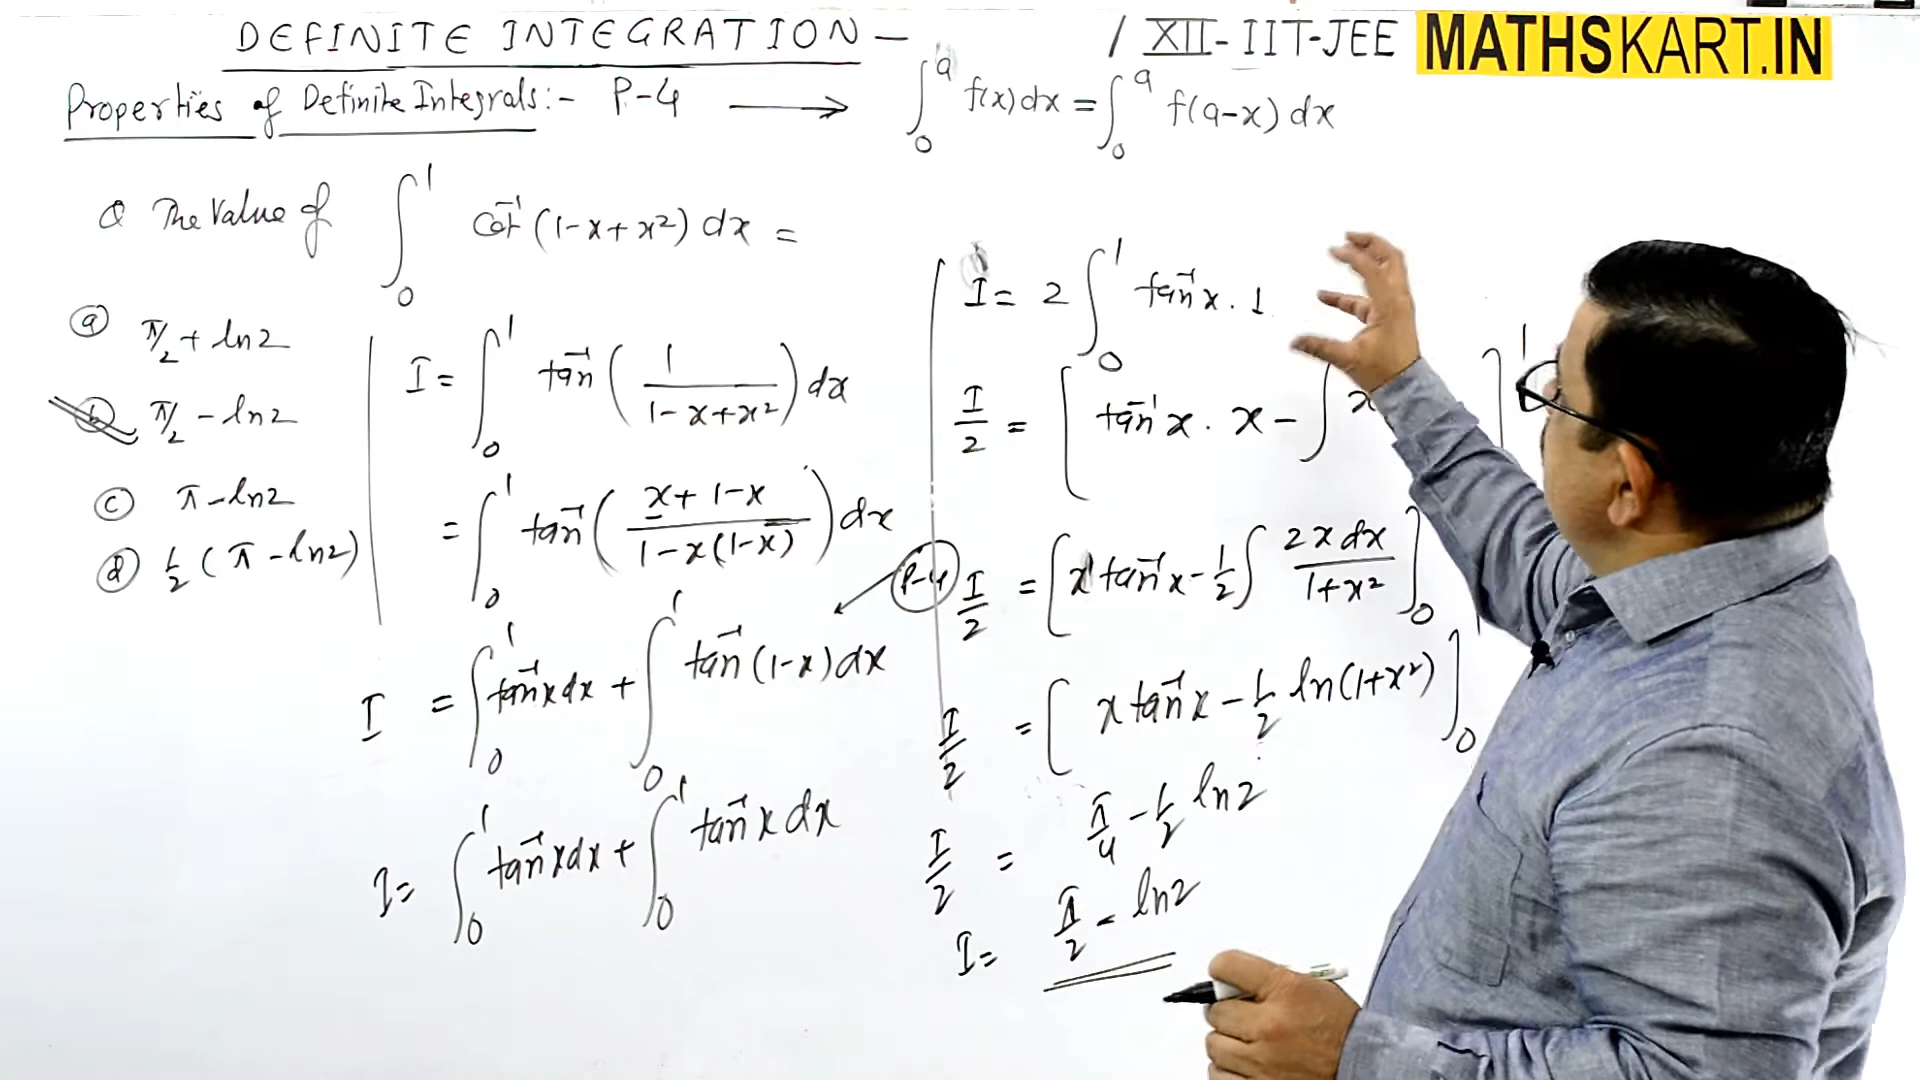 DEFINITE INTEGRATION —
/ XII-IIT-JEE
MATHSKART.IN
Properties of Definite Integrals:- P-4 ⟶ ∫₀ᵃ f(x)dx = ∫₀ᵃ f(a-x) dx
Q The Value of ∫₀¹ cot⁻¹(1-x+x²) dx =
(a) π/2 + ln2
(b) π/2 - ln2
(c) π - ln2
(d) 1/2 (π - ln2)
I = ∫₀¹ tan⁻¹ (1/(1-x+x²)) dx
= ∫₀¹ tan⁻¹ ((x+1-x)/(1-x(1-x))) dx
P-4
I = ∫₀¹ tan⁻¹x dx + ∫₀¹ tan⁻¹(1-x) dx
I = ∫₀¹ tan⁻¹x dx + ∫₀¹ tan⁻¹x dx
I = 2 ∫₀¹ tan⁻¹x . 1
I/2 = [ tan⁻¹x . x - ∫ x ]¹
I/2 = [ x tan⁻¹x - 1/2 ∫ 2x dx/(1+x²) ]₀
I/2 = [ x tan⁻¹x - 1/2 ln(1+x²) ]₀¹
I/2 = π/4 - 1/2 ln2
I = π/2 - ln2